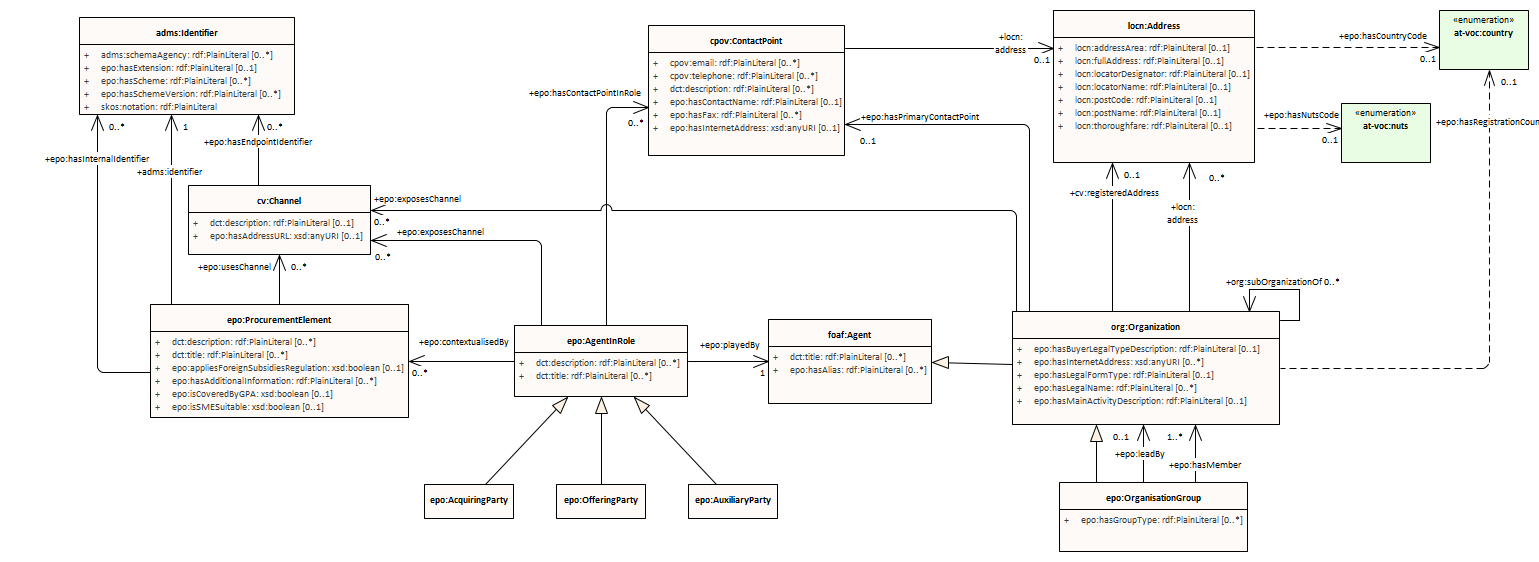 adms:Identifier
+ adms:schemaAgency: rdf:PlainLiteral [0..*]
+ epo:hasExtension: rdf:PlainLiteral [0..1]
+ epo:hasScheme: rdf:PlainLiteral [0..*]
+ epo:hasSchemeVersion: rdf:PlainLiteral [0..*]
+ skos:notation: rdf:PlainLiteral
cpov:ContactPoint
+ cpov:email: rdf:PlainLiteral [0..*]
+ cpov:telephone: rdf:PlainLiteral [0..*]
+ dct:description: rdf:PlainLiteral [0..*]
+ epo:hasContactName: rdf:PlainLiteral [0..1]
+ epo:hasFax: rdf:PlainLiteral [0..*]
+ epo:hasInternetAddress: xsd:anyURI [0..1]
+locn:
address
0..1
locn:Address
+ locn:addressArea: rdf:PlainLiteral [0..1]
+ locn:fullAddress: rdf:PlainLiteral [0..1]
+ locn:locatorDesignator: rdf:PlainLiteral [0..1]
+ locn:locatorName: rdf:PlainLiteral [0..1]
+ locn:postCode: rdf:PlainLiteral [0..1]
+ locn:postName: rdf:PlainLiteral [0..1]
+ locn:thoroughfare: rdf:PlainLiteral [0..1]
+epo:hasCountryCode
0..1
«enumeration»
at-voc:country
0..1
+epo:hasNutsCode
0..1
«enumeration»
at-voc:nuts
+epo:hasRegistrationCoun
0..*
1
0..*
+epo:hasInternalIdentifier
+adms:identifier
+epo:hasEndpointIdentifier
+epo:hasContactPointInRole
0..*
+epo:hasPrimaryContactPoint
0..1
cv:Channel
+ dct:description: rdf:PlainLiteral [0..1]
+ epo:hasAddressURL: xsd:anyURI [0..1]
+epo:exposesChannel
0..*
+epo:exposesChannel
0..*
+epo:usesChannel
0..*
0..1
+cv:registeredAddress
0..*
+locn:
address
+org:subOrganizationOf 0..*
epo:ProcurementElement
+ dct:description: rdf:PlainLiteral [0..*]
+ dct:title: rdf:PlainLiteral [0..*]
+ epo:appliesForeignSubsidiesRegulation: xsd:boolean [0..1]
+ epo:hasAdditionalInformation: rdf:PlainLiteral [0..*]
+ epo:isCoveredByGPA: xsd:boolean [0..1]
+ epo:isSMESuitable: xsd:boolean [0..1]
+epo:contextualisedBy
0..*
epo:AgentInRole
+ dct:description: rdf:PlainLiteral [0..*]
+ dct:title: rdf:PlainLiteral [0..*]
+epo:playedBy
1
foaf:Agent
+ dct:title: rdf:PlainLiteral [0..*]
+ epo:hasAlias: rdf:PlainLiteral [0..*]
org:Organization
+ epo:hasBuyerLegalTypeDescription: rdf:PlainLiteral [0..1]
+ epo:hasInternetAddress: xsd:anyURI [0..*]
+ epo:hasLegalFormType: rdf:PlainLiteral [0..1]
+ epo:hasLegalName: rdf:PlainLiteral [0..*]
+ epo:hasMainActivityDescription: rdf:PlainLiteral [0..1]
0..1
+epo:leadBy
1..*
+epo:hasMember
epo:AcquiringParty
epo:OfferingParty
epo:AuxiliaryParty
epo:OrganisationGroup
+ epo:hasGroupType: rdf:PlainLiteral [0..*]